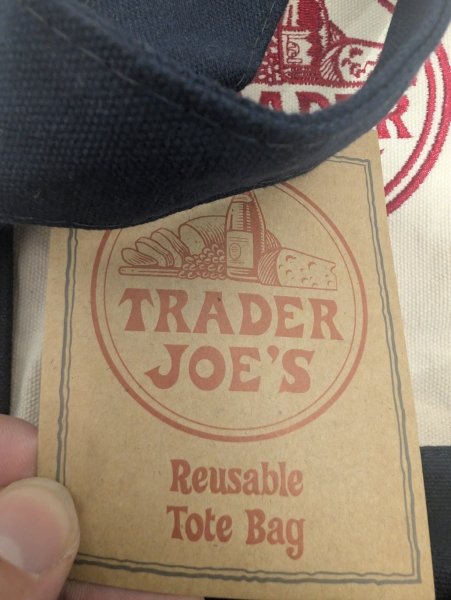 TRADER
JOE'S
Reusable
Tote Bag